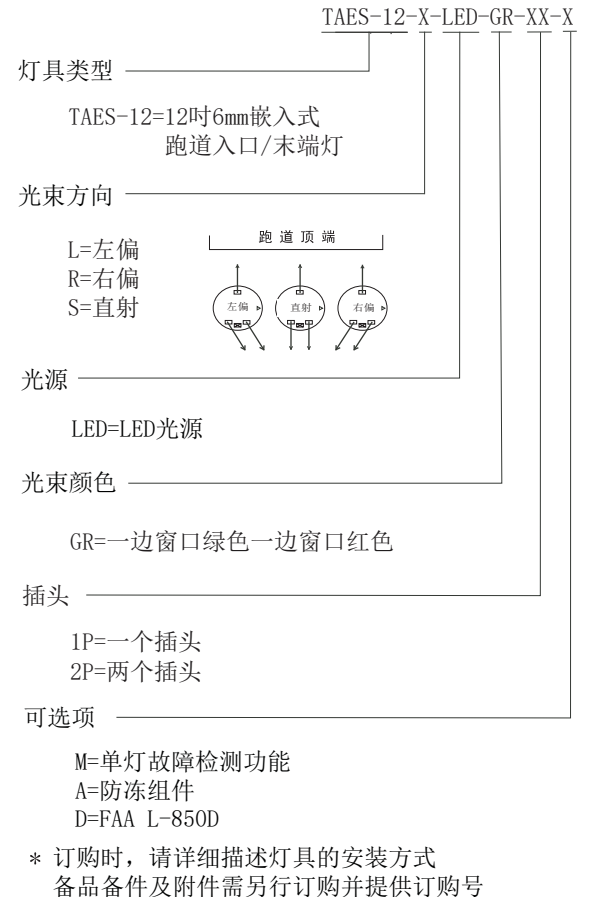 TAES-12-X-LED-GR-XX-X
灯具类型
TAES-12=12吋6mm嵌入式
跑道入口/末端灯
光束方向
L=左偏
R=右偏
S=直射
跑道顶端
左偏 直射 右偏
光源
LED=LED光源
光束颜色
GR=一边窗口绿色一边窗口红色
插头
1P=一个插头
2P=两个插头
可选项
M=单灯故障检测功能
A=防冻组件
D=FAA L-850D
* 订购时，请详细描述灯具的安装方式
备品备件及附件需另行订购并提供订购号